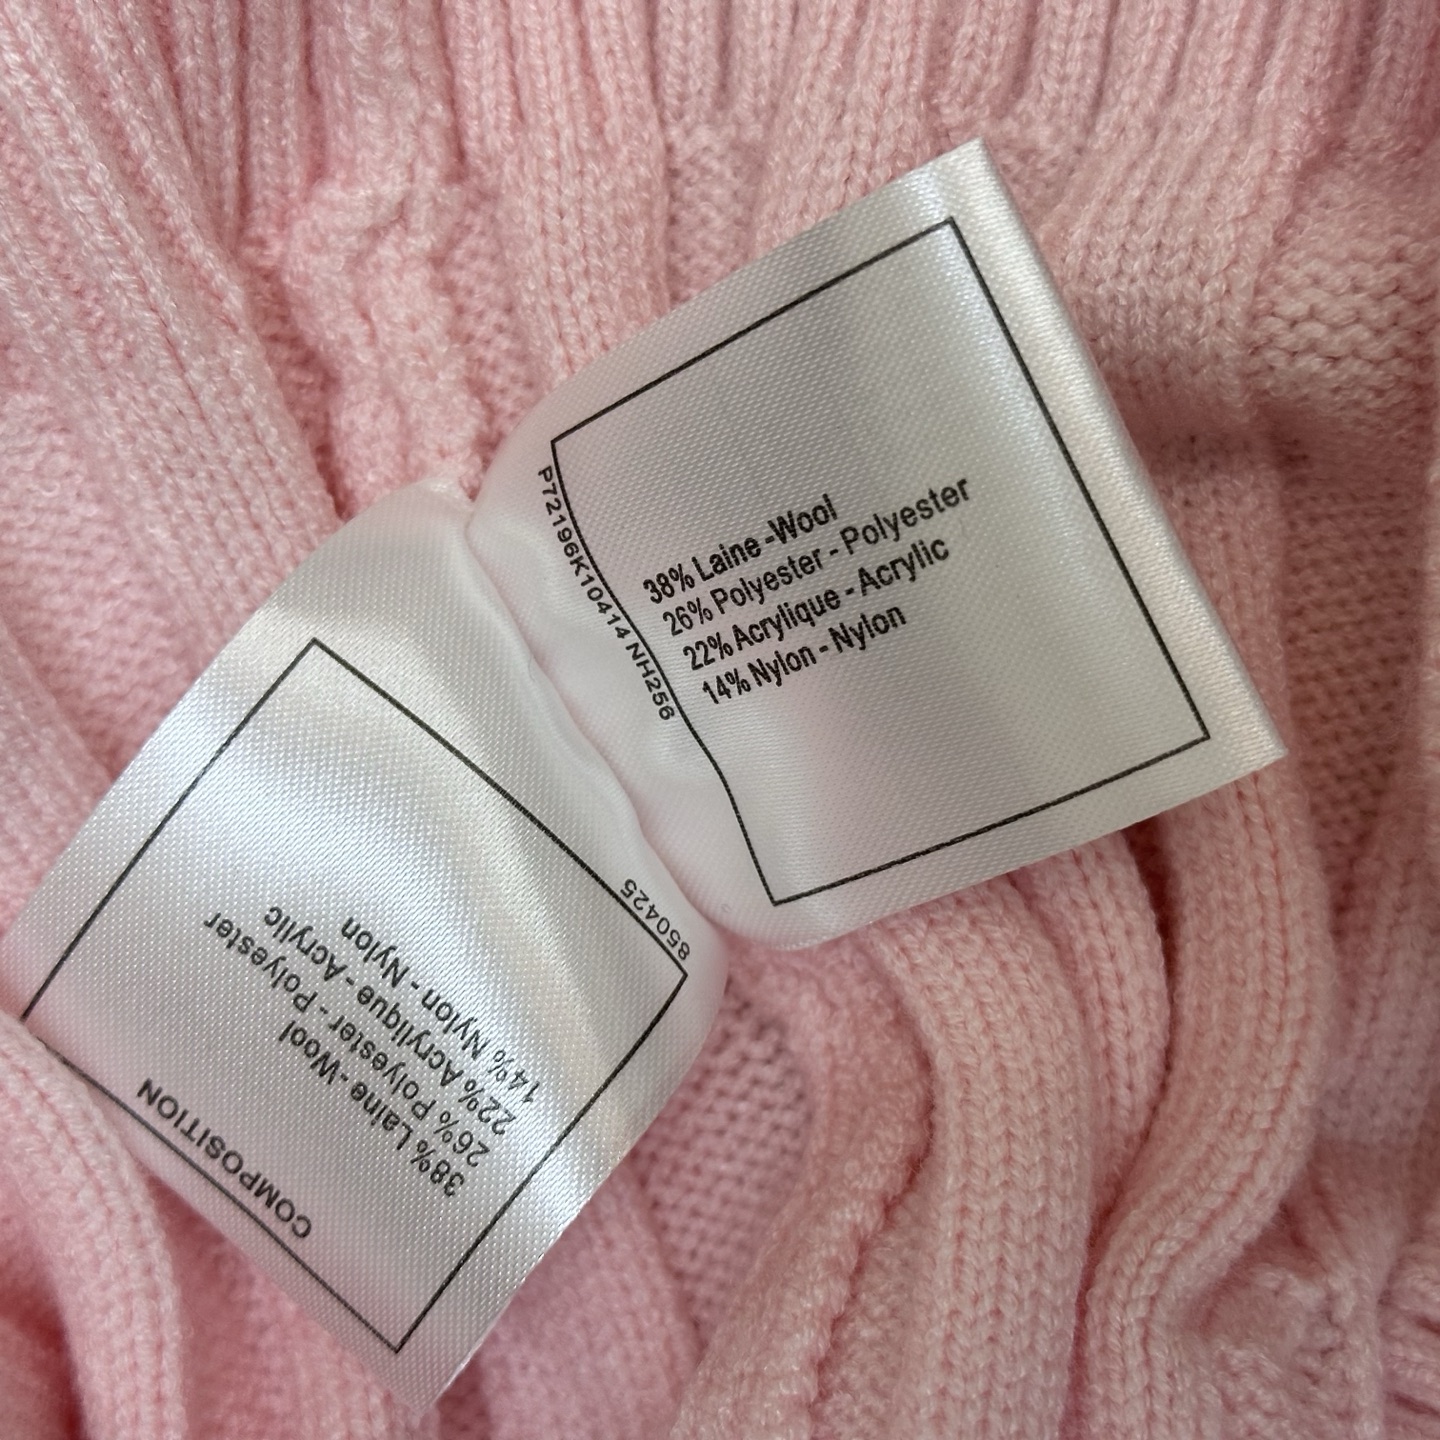 P72196K10414 NH256
38% Laine -Wool
26% Polyester - Polyester
22% Acrylique - Acrylic
14% Nylon - Nylon
COMPOSITION
38% Laine - Wool
26% Polyester - Polyester
22% Acrylique - Acrylic
14% Nylon - Nylon
850425